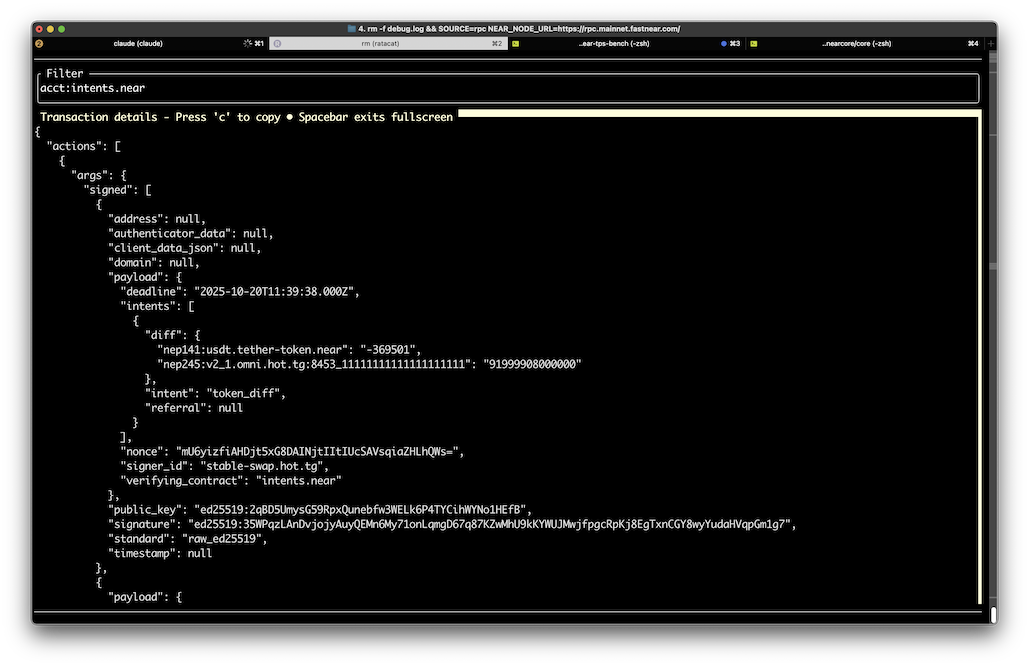 4. rm -f debug.log && SOURCE=rpc NEAR_NODE_URL=https://rpc.mainnet.fastnear.com/
2 claude (claude) ⌘1 rm (ratacat) ⌘2 ..ear-tps-bench (-zsh) ⌘3 ..nearcore/core (-zsh) ⌘4 +
Filter
acct:intents.near
Transaction details - Press 'c' to copy • Spacebar exits fullscreen
{
"actions": [
{
"args": {
"signed": [
{
"address": null,
"authenticator_data": null,
"client_data_json": null,
"domain": null,
"payload": {
"deadline": "2025-10-20T11:39:38.000Z",
"intents": [
{
"diff": {
"nep141:usdt.tether-token.near": "-369501",
"nep245:v2_1.omni.hot.tg:8453_11111111111111111111": "91999908000000"
},
"intent": "token_diff",
"referral": null
}
],
"nonce": "mU6yizfiAHDjt5xG8DAINjtIItIUcSAVsqiaZHLhQWs=",
"signer_id": "stable-swap.hot.tg",
"verifying_contract": "intents.near"
},
"public_key": "ed25519:2qBD5UmysG59RpxQunebfw3WELk6P4TYCihWYNo1HEfB",
"signature": "ed25519:35WPqzLAnDvjojyAuyQEMn6My71onLqmgD67q87KZwMhU9kKYWUJMwjfpgcRpKj8EgTxnCGY8wyYudaHVqpGm1g7",
"standard": "raw_ed25519",
"timestamp": null
},
{
"payload": {